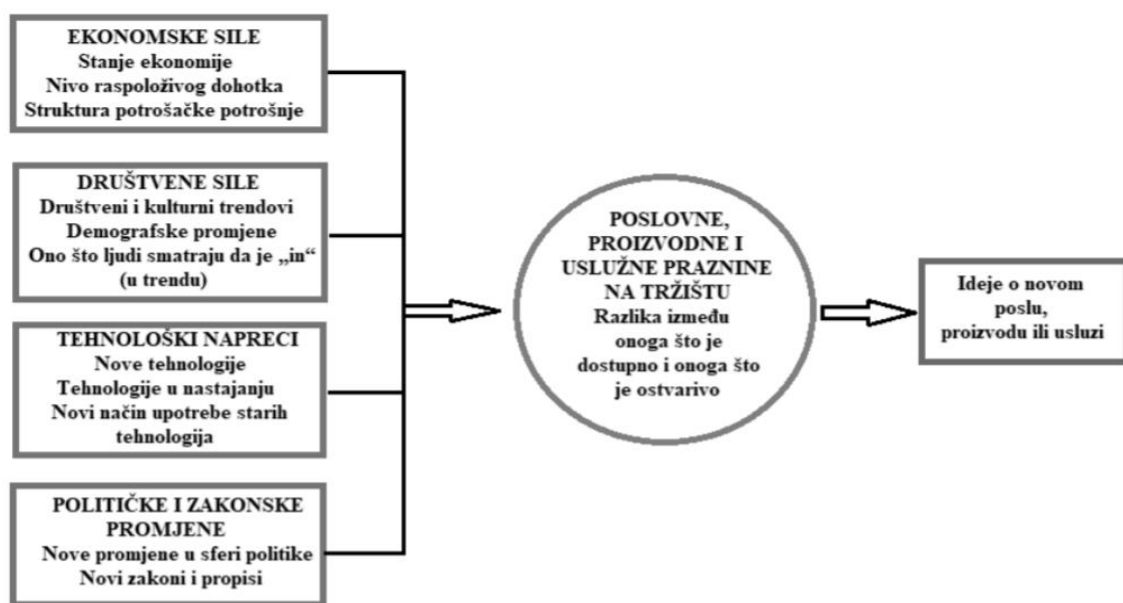 EKONOMSKE SILE
Stanje ekonomije
Nivo raspoloživog dohotka
Struktura potrošačke potrošnje
DRUŠTVENE SILE
Društveni i kulturni trendovi
Demografske promjene
Ono što ljudi smatraju da je „in“
(u trendu)
TEHNOLOŠKI NAPRECI
Nove tehnologije
Tehnologije u nastajanju
Novi način upotrebe starih
tehnologija
POLITIČKE I ZAKONSKE
PROMJENE
Nove promjene u sferi politike
Novi zakoni i propisi
POSLOVNE,
PROIZVODNE I
USLUŽNE PRAZNINE
NA TRŽIŠTU
Razlika između
onoga što je
dostupno i onoga što
je ostvarivo
Ideje o novom
poslu,
proizvodu ili usluzi